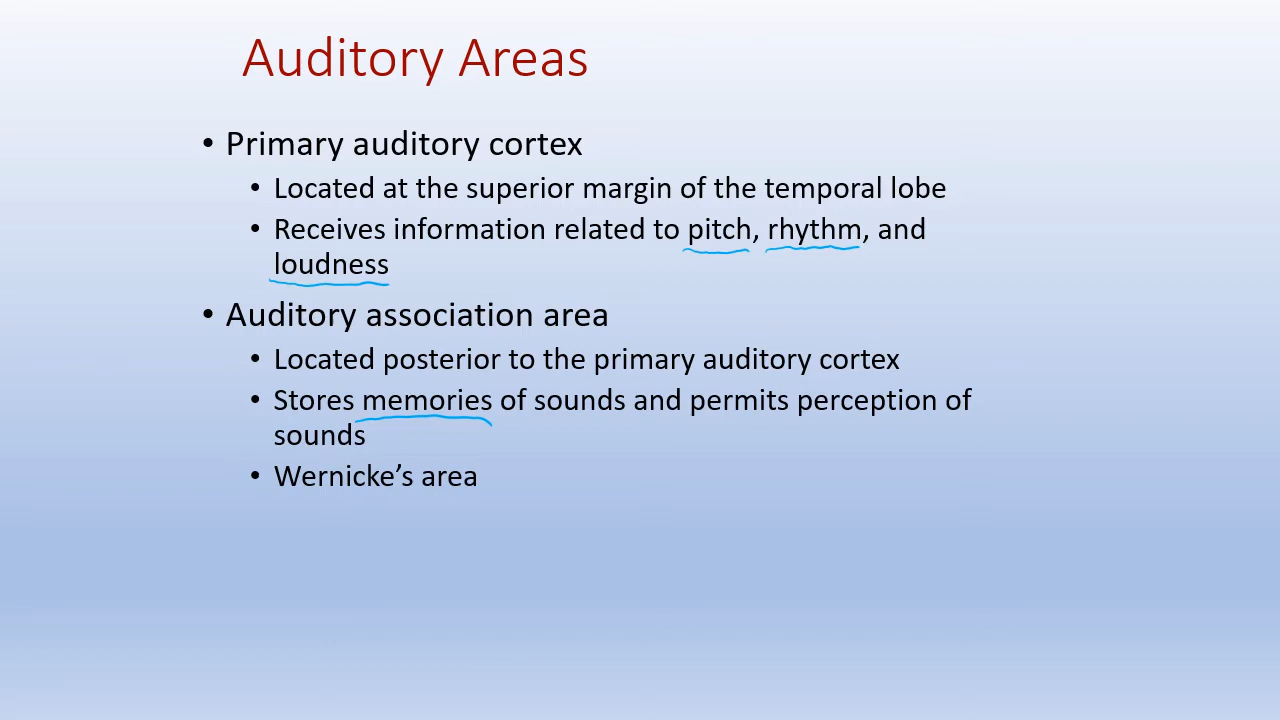 Auditory Areas
• Primary auditory cortex
• Located at the superior margin of the temporal lobe
• Receives information related to pitch, rhythm, and
loudness
• Auditory association area
• Located posterior to the primary auditory cortex
• Stores memories of sounds and permits perception of
sounds
• Wernicke’s area